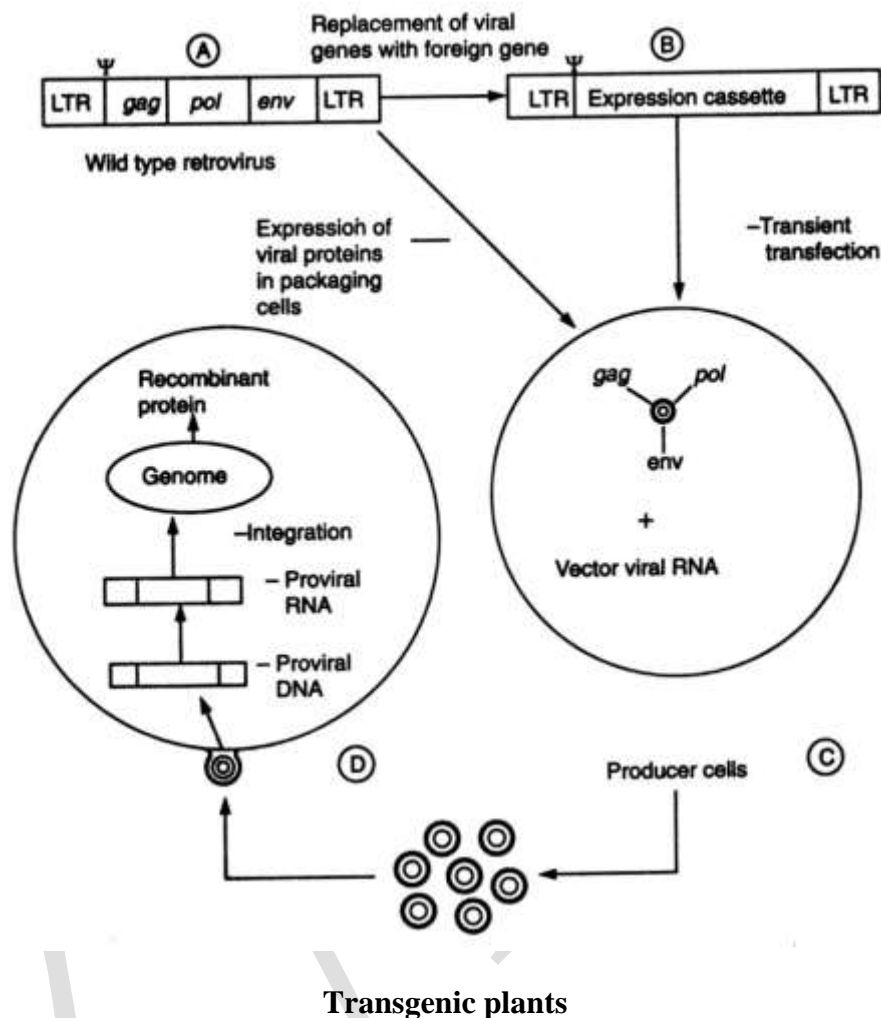 Replacement of viral
genes with foreign gene
A
B
Ψ
Ψ
LTR gag pol env LTR
LTR Expression cassette LTR
Wild type retrovirus
Expression of
viral proteins
in packaging
cells
–Transient
transfection
Recombinant
protein
Genome
–Integration
– Proviral
RNA
– Proviral
DNA
gag pol
env
+
Vector viral RNA
D
Producer cells
C
Transgenic plants